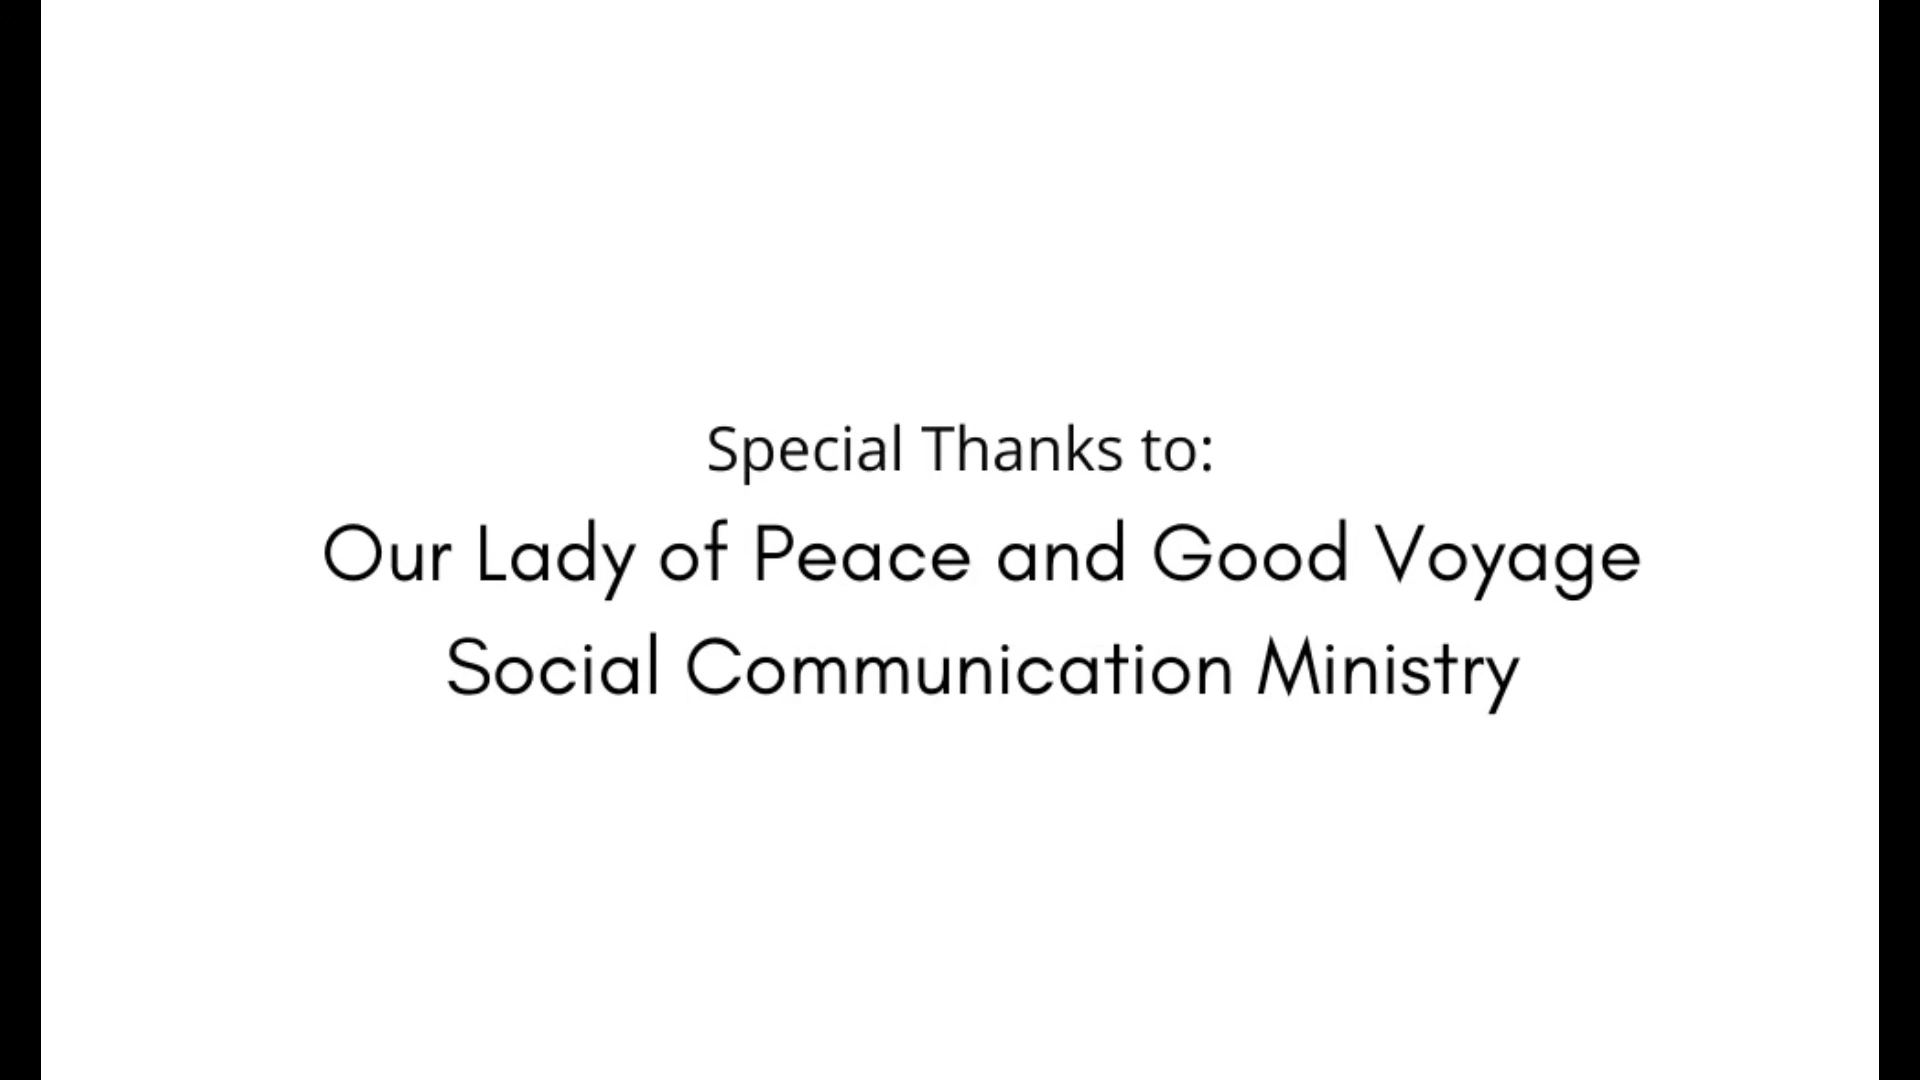 Special Thanks to:
Our Lady of Peace and Good Voyage
Social Communication Ministry